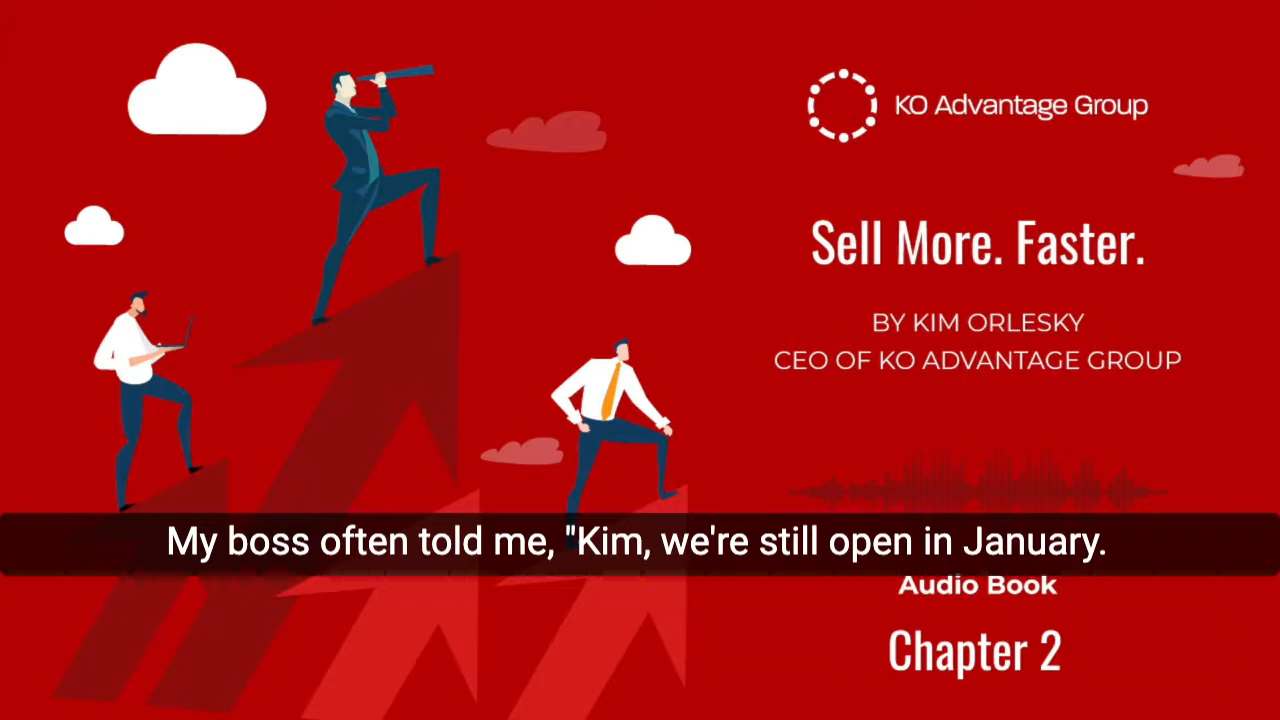 KO Advantage Group
Sell More. Faster.
BY KIM ORLESKY
CEO OF KO ADVANTAGE GROUP
My boss often told me, "Kim, we're still open in January.
Audio Book
Chapter 2